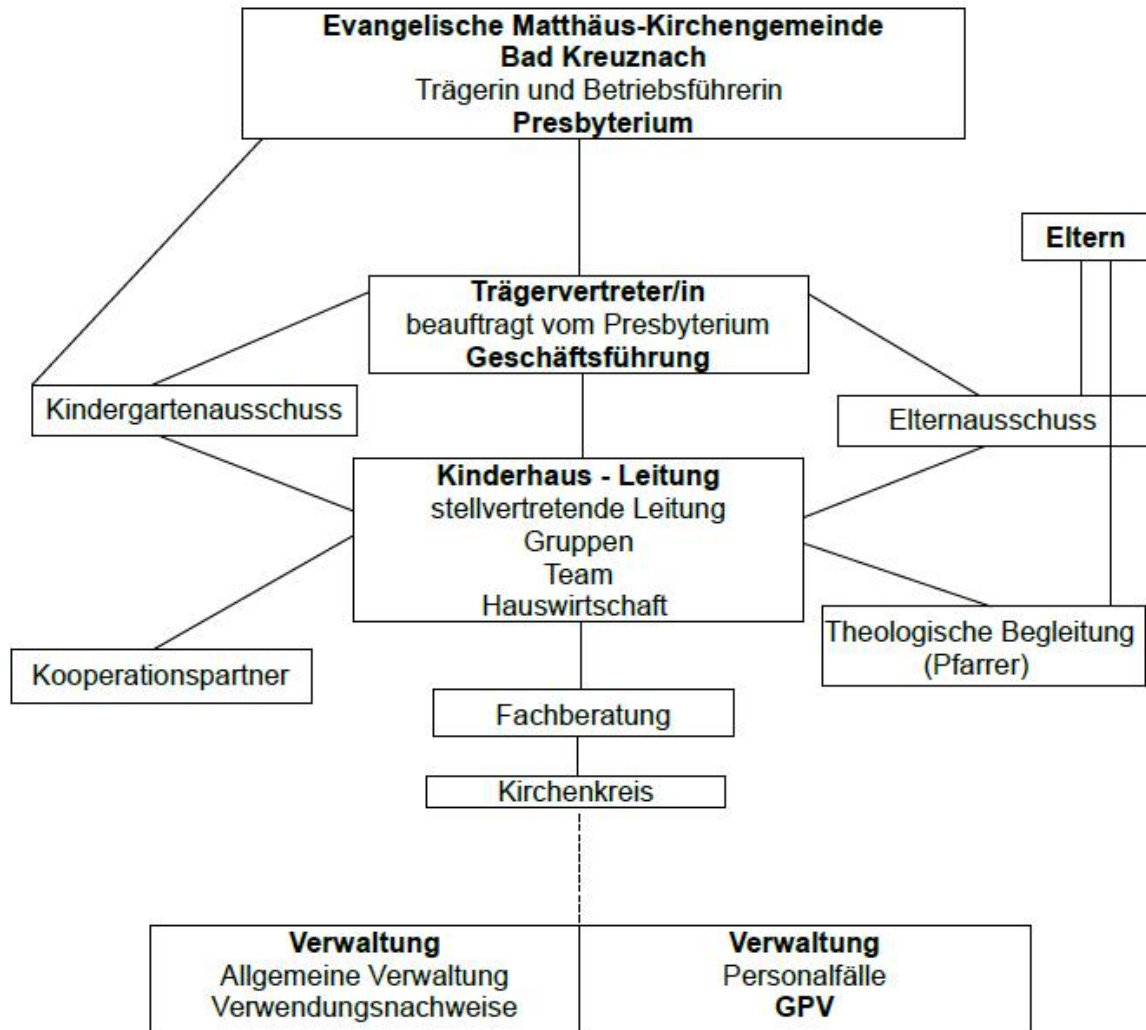 Evangelische Matthäus-Kirchengemeinde
Bad Kreuznach
Trägerin und Betriebsführerin
Presbyterium
Eltern
Trägervertreter/in
beauftragt vom Presbyterium
Geschäftsführung
Kindergartenausschuss
Elternausschuss
Kinderhaus - Leitung
stellvertretende Leitung
Gruppen
Team
Hauswirtschaft
Kooperationspartner
Theologische Begleitung
(Pfarrer)
Fachberatung
Kirchenkreis
Verwaltung
Allgemeine Verwaltung
Verwendungsnachweise
Verwaltung
Personalfälle
GPV